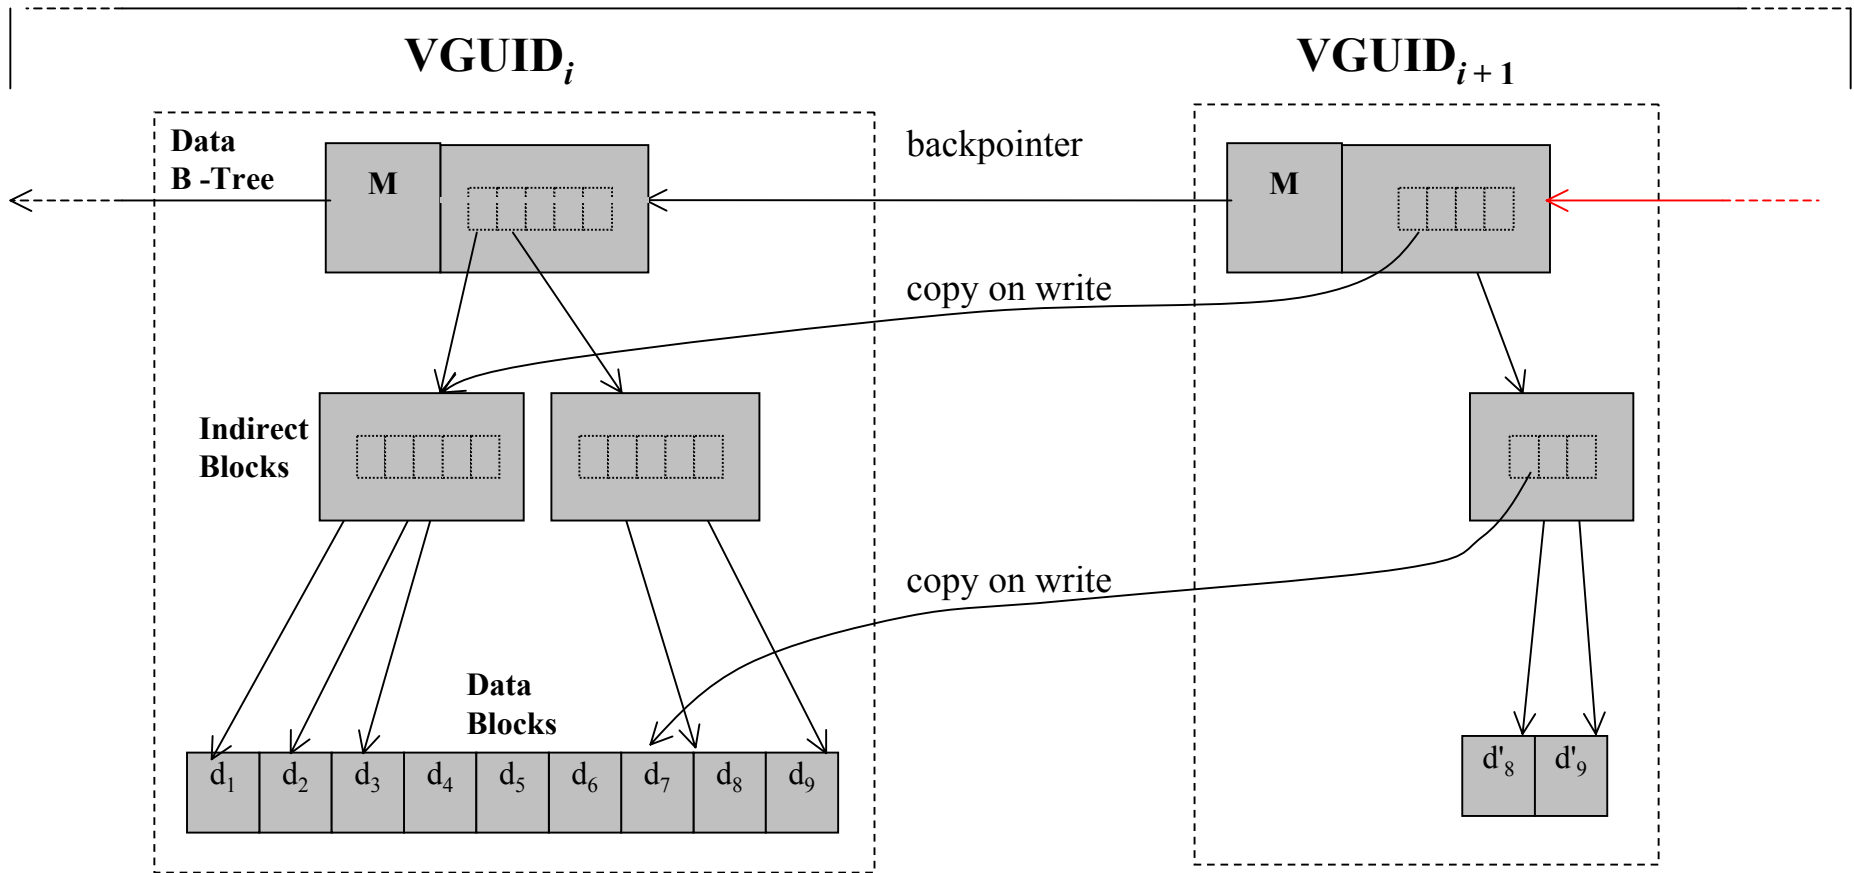 VGUIDi
VGUIDi + 1
Data
B -Tree
M
backpointer
M
copy on write
Indirect
Blocks
copy on write
Data
Blocks
d1 d2 d3 d4 d5 d6 d7 d8 d9
d'8 d'9